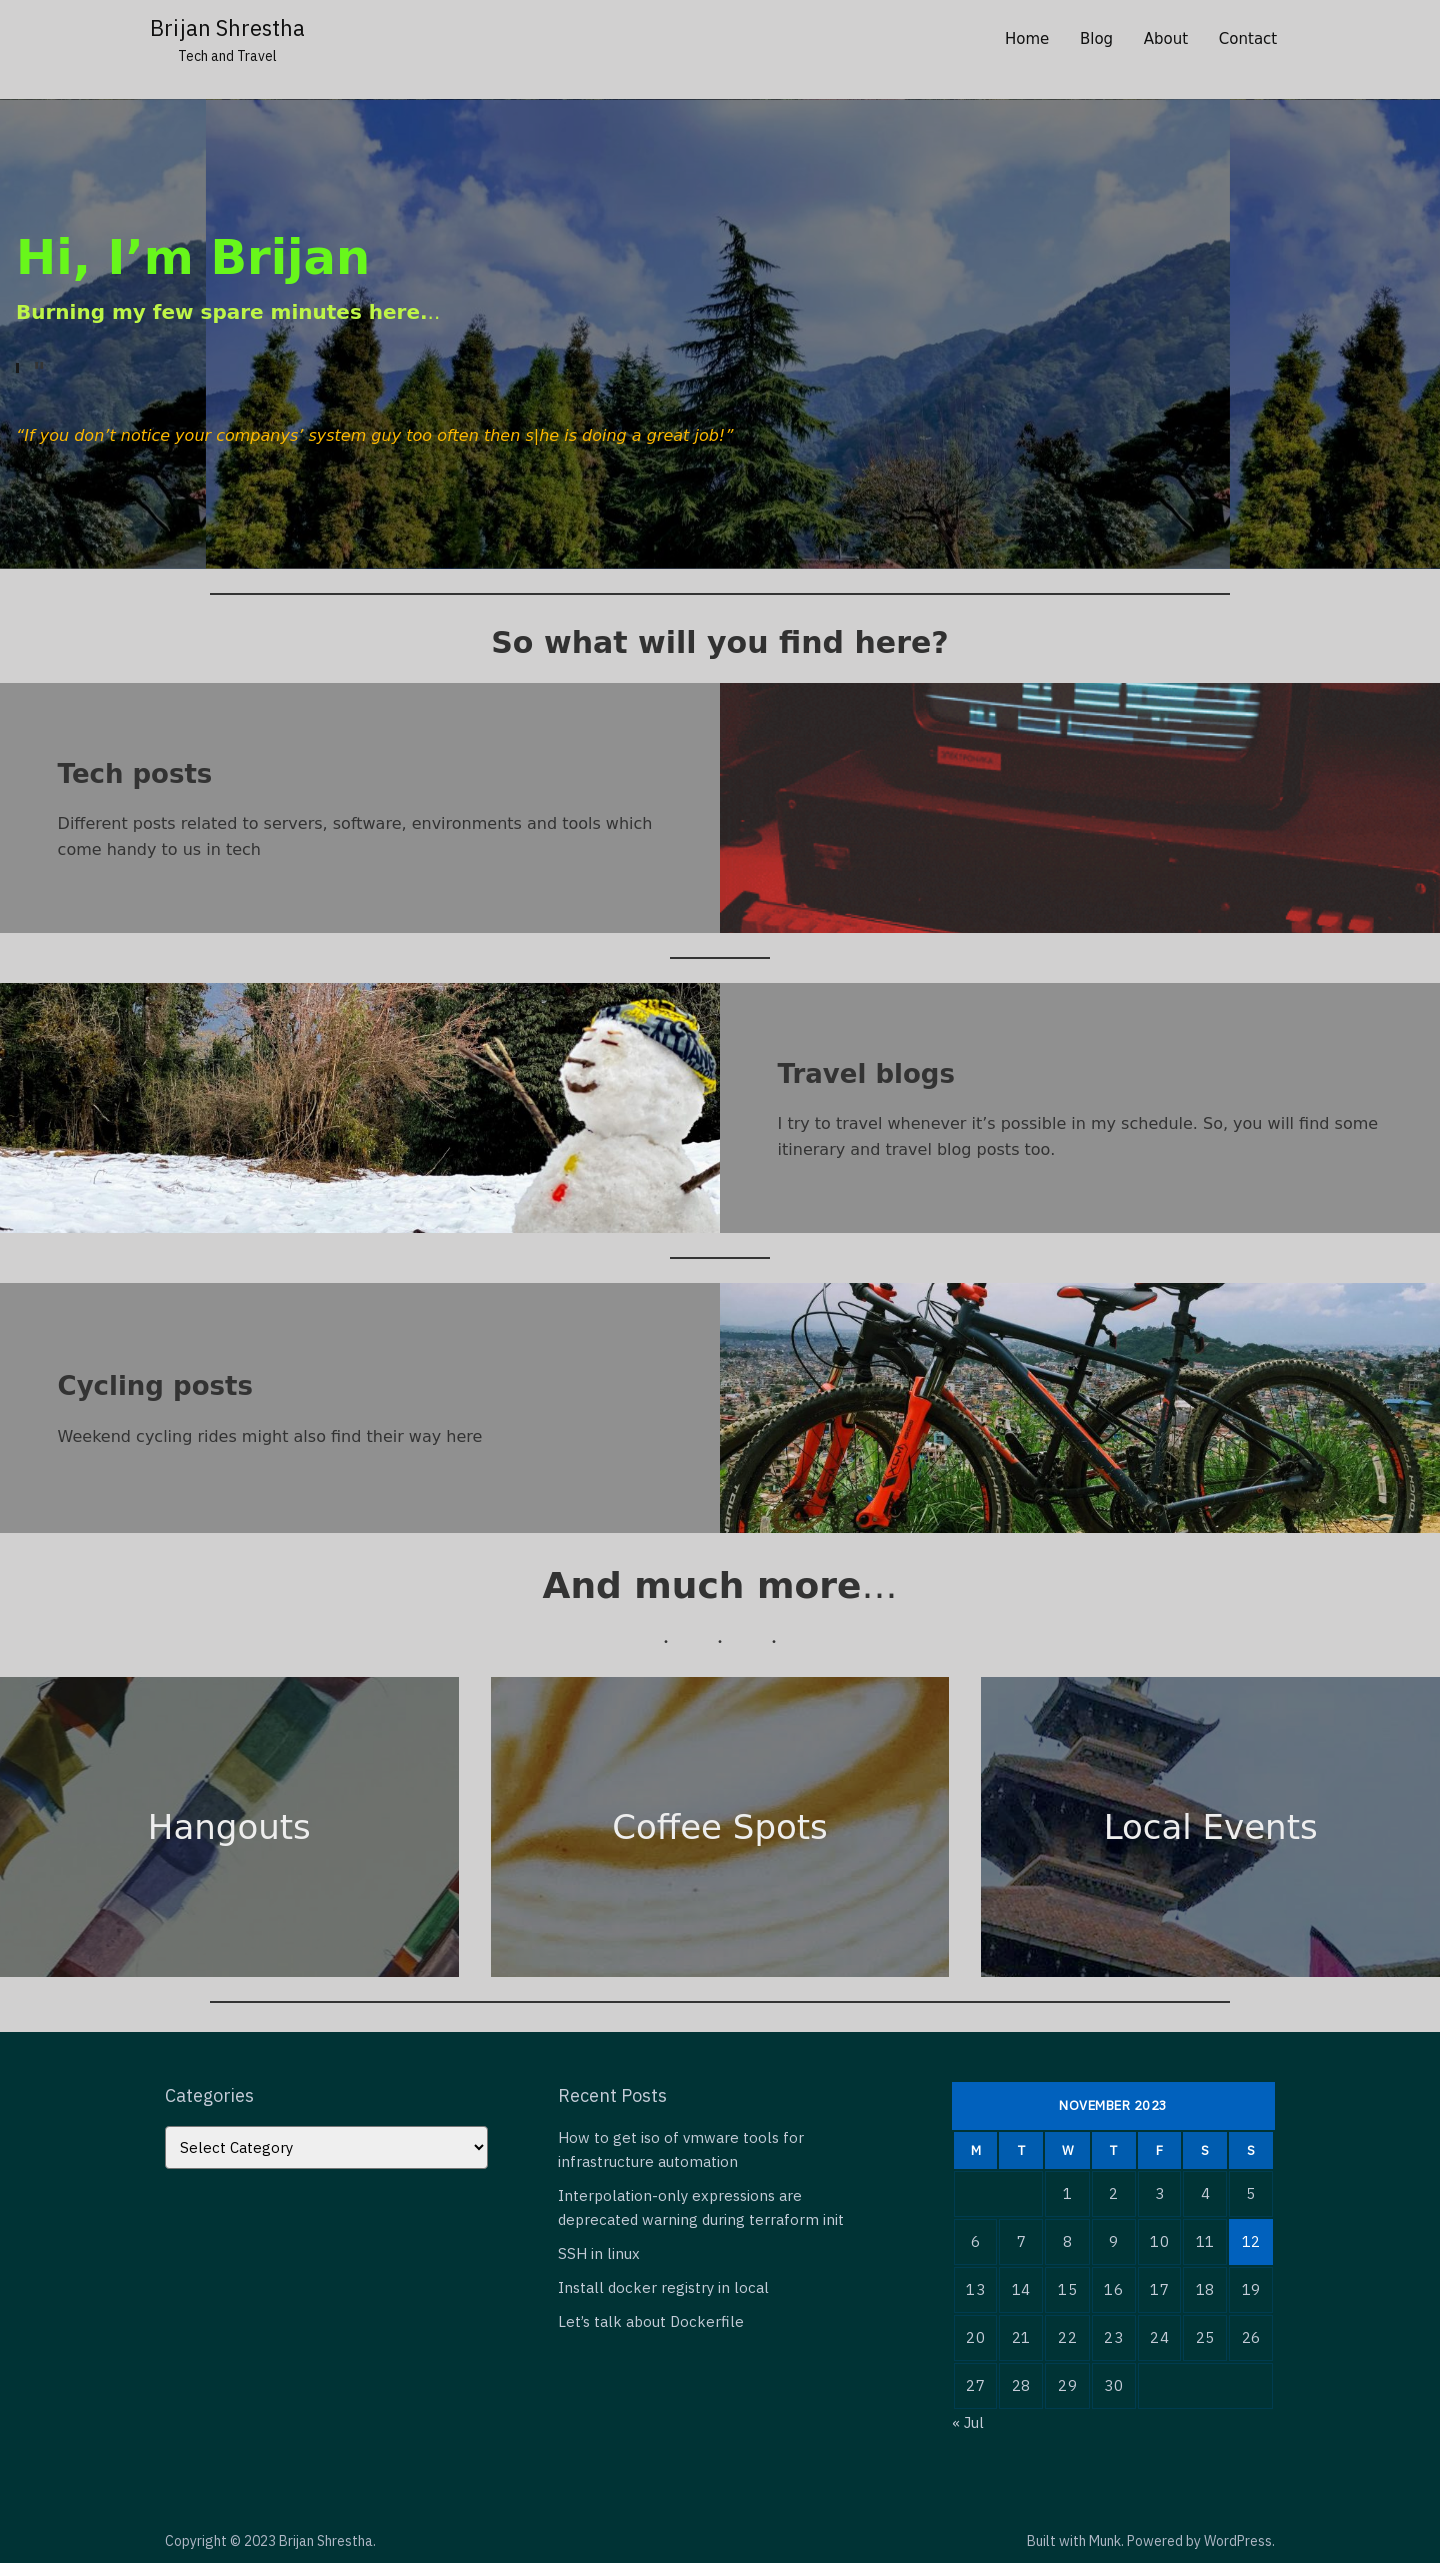 Brijan Shrestha
Tech and Travel
Home Blog About Contact
Hi, I’m Brijan
Burning my few spare minutes here...
“If you don’t notice your companys’ system guy too often then s|he is doing a great job!”
So what will you find here?
Tech posts
Different posts related to servers, software, environments and tools which
come handy to us in tech
Travel blogs
I try to travel whenever it’s possible in my schedule. So, you will find some
itinerary and travel blog posts too.
Cycling posts
Weekend cycling rides might also find their way here
XCM
And much more…
. . .
Hangouts
Coffee Spots
Local Events
Categories
Select Category
Recent Posts
How to get iso of vmware tools for
infrastructure automation
Interpolation-only expressions are
deprecated warning during terraform init
SSH in linux
Install docker registry in local
Let’s talk about Dockerfile
NOVEMBER 2023
M T W T F S S
1 2 3 4 5
6 7 8 9 10 11 12
13 14 15 16 17 18 19
20 21 22 23 24 25 26
27 28 29 30
« Jul
Copyright © 2023 Brijan Shrestha.
Built with Munk. Powered by WordPress.